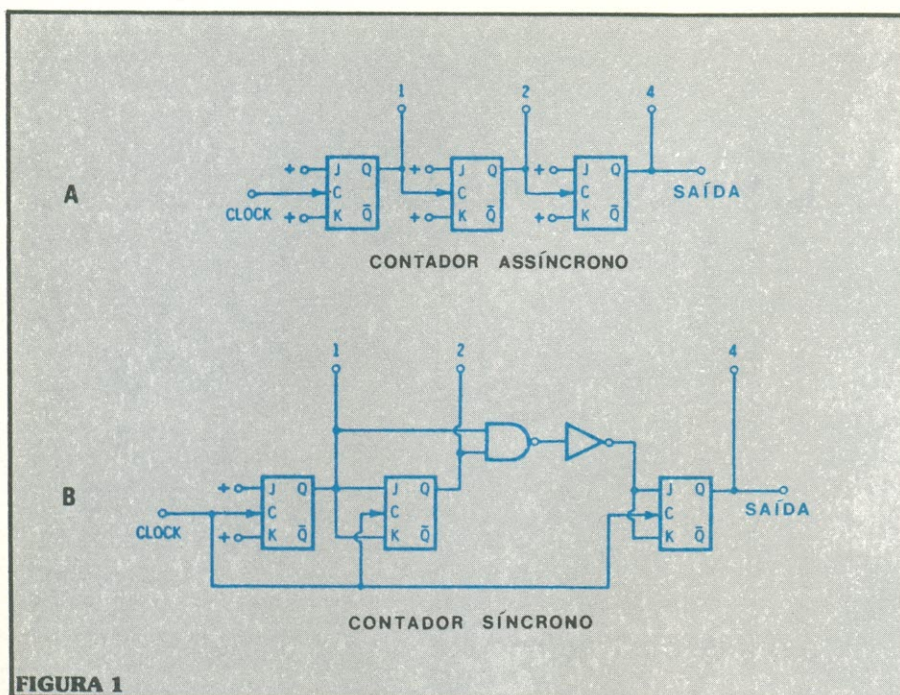 1 2 4
J Q J Q J Q
A C C C
CLOCK K Q̄ K Q̄ K Q̄ SAÍDA
+ + + + + +
CONTADOR ASSÍNCRONO
1 2 4
B
J Q J Q J Q
+ C C C
CLOCK + K Q̄ K Q̄ K Q̄ SAÍDA
CONTADOR SÍNCRONO
FIGURA 1